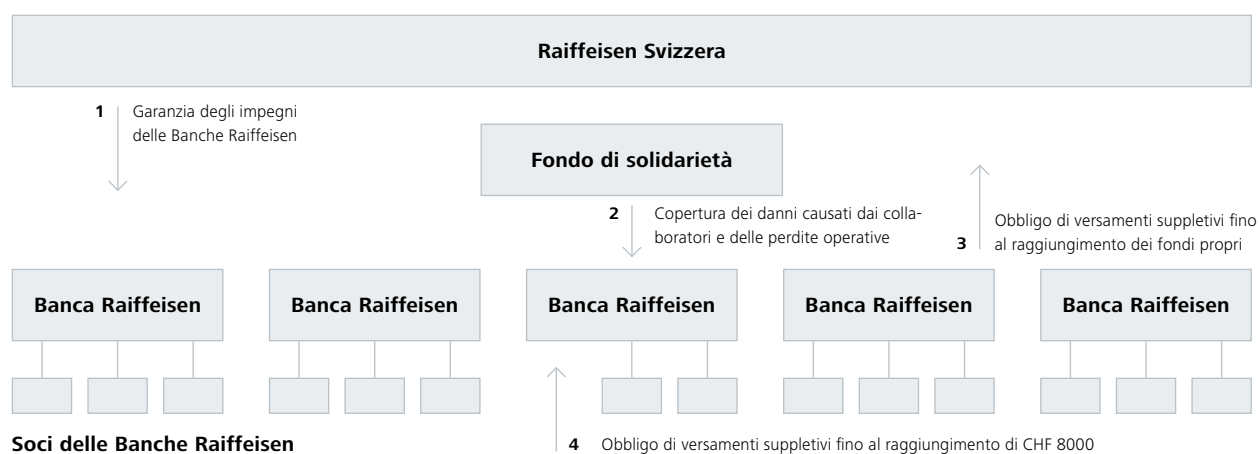 Raiffeisen Svizzera
1 Garanzia degli impegni
delle Banche Raiffeisen
Fondo di solidarietà
2 Copertura dei danni causati dai colla-
boratori e delle perdite operative
Obbligo di versamenti suppletivi fino
3 al raggiungimento dei fondi propri
Banca Raiffeisen
Banca Raiffeisen
Banca Raiffeisen
Banca Raiffeisen
Banca Raiffeisen
Soci delle Banche Raiffeisen
4 Obbligo di versamenti suppletivi fino al raggiungimento di CHF 8000